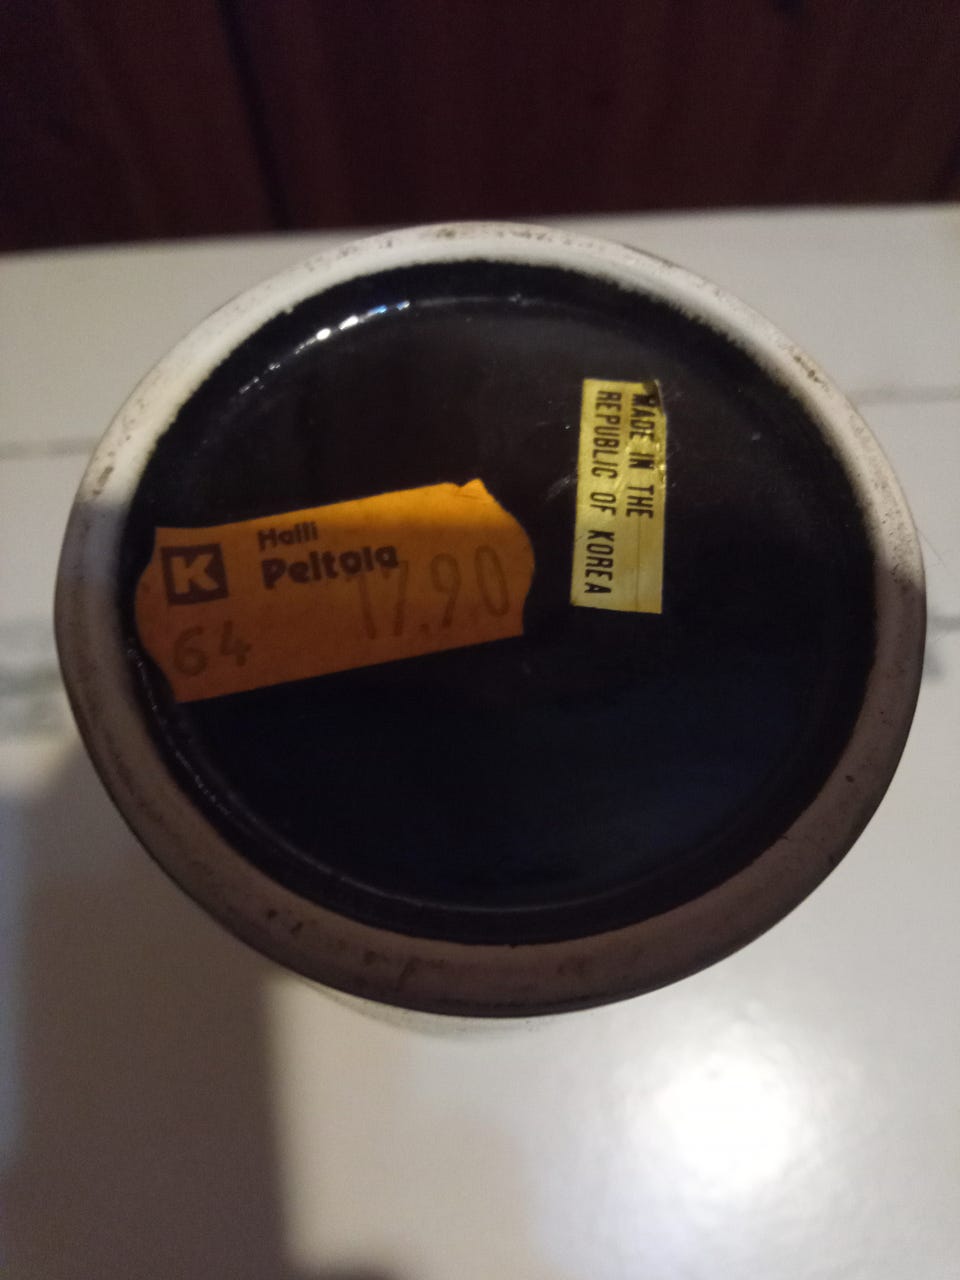 K
Halli
Peltola
64 17.90
MADE IN THE
REPUBLIC OF KOREA